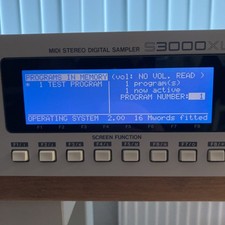 MIDI STEREO DIGITAL SAMPLER S3000XL
PROGRAMS IN MEMORY (vol: NO VOL. READ )
* 1 TEST PROGRAM 1 program(s)
1 now active
PROGRAM NUMBER: 1
OPERATING SYSTEM 2.00 16 Mwords fitted
SCREEN FUNCTION